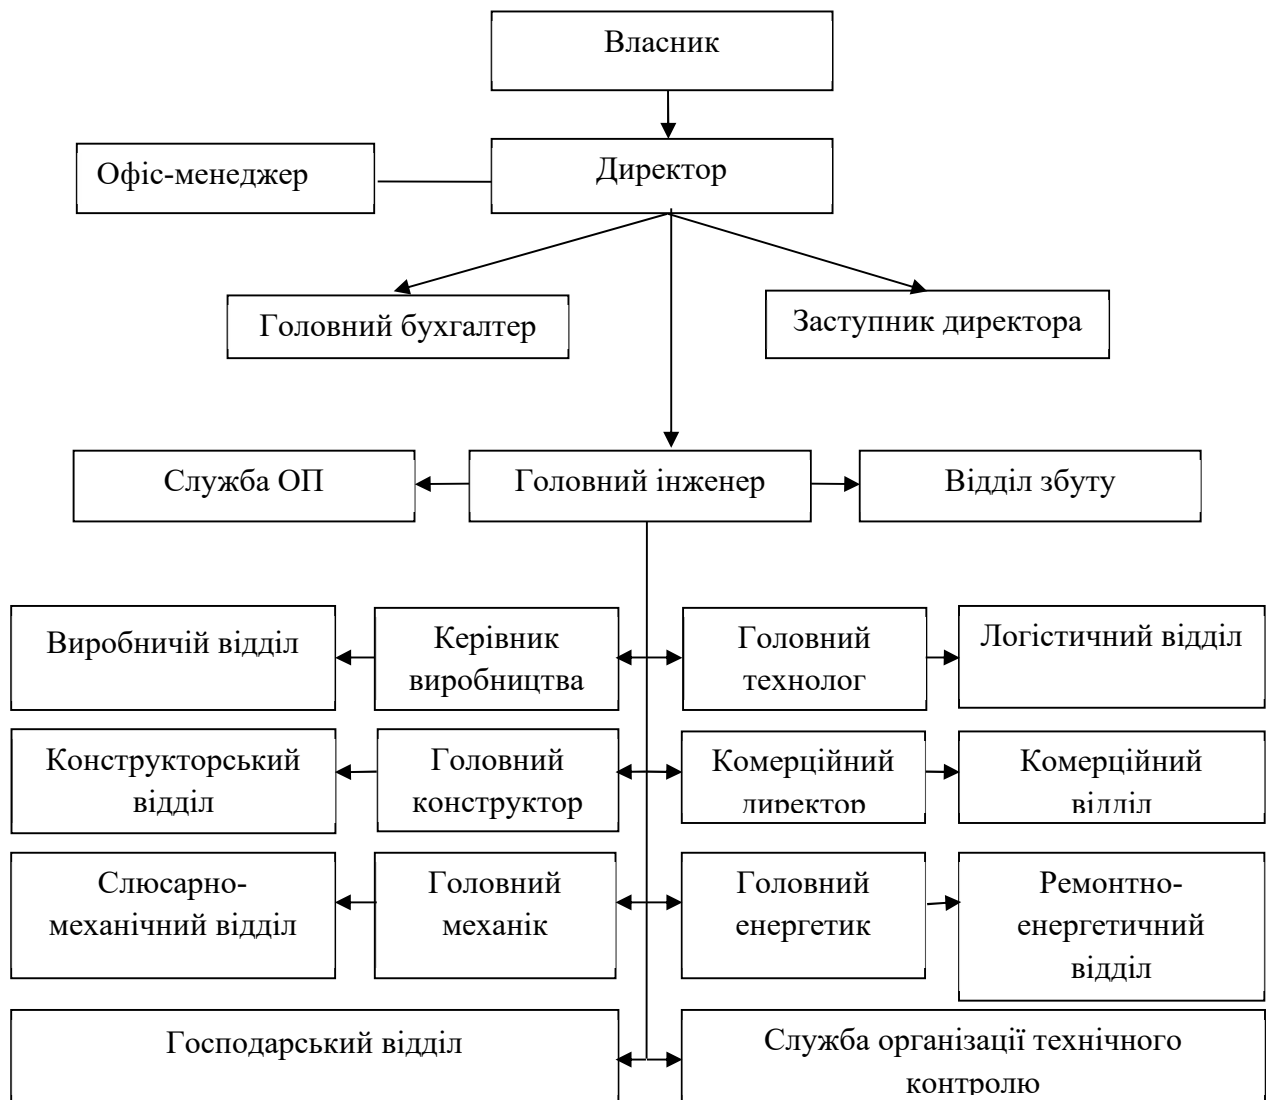 Власник
Офіс-менеджер
Директор
Головний бухгалтер
Заступник директора
Служба ОП
Головний інженер
Відділ збуту
Виробничій відділ
Керівник
виробництва
Головний
технолог
Логістичний відділ
Конструкторський
відділ
Головний
конструктор
Комерційний
директор
Комерційний
відділ
Слюсарно-
механічний відділ
Головний
механік
Головний
енергетик
Ремонтно-
енергетичний
відділ
Господарський відділ
Служба організації технічного
контролю